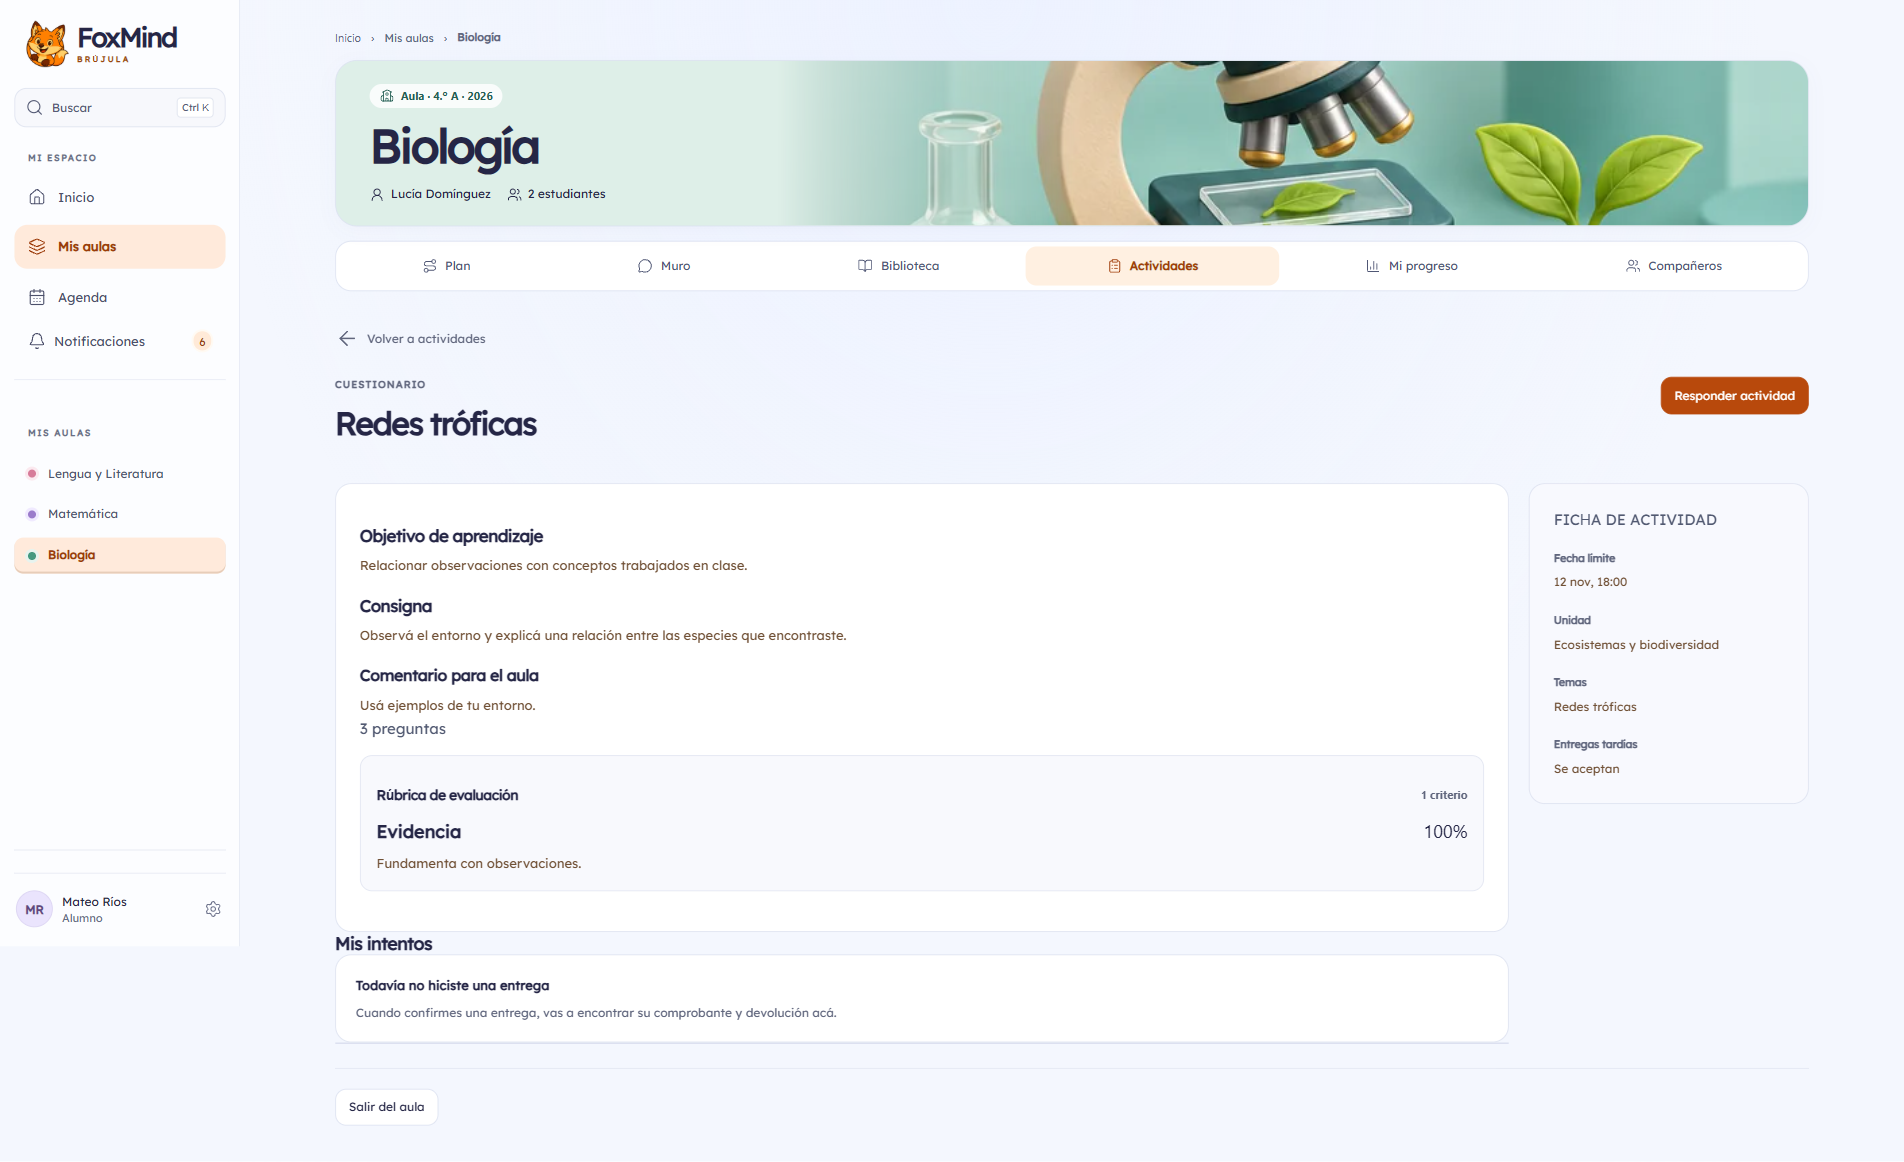 FoxMind
BRÚJULA
Buscar
Ctrl K
MI ESPACIO
Inicio
Mis aulas
Agenda
Notificaciones
6
MIS AULAS
Lengua y Literatura
Matemática
Biología
MR
Mateo Ríos
Alumno
Inicio › Mis aulas › Biología
Aula · 4.º A · 2026
Biología
Lucía Domínguez 2 estudiantes
Plan
Muro
Biblioteca
Actividades
Mi progreso
Compañeros
Volver a actividades
CUESTIONARIO
Redes tróficas
Responder actividad
Objetivo de aprendizaje
Relacionar observaciones con conceptos trabajados en clase.
Consigna
Observá el entorno y explicá una relación entre las especies que encontraste.
Comentario para el aula
Usá ejemplos de tu entorno.
3 preguntas
Rúbrica de evaluación
1 criterio
Evidencia
100%
Fundamenta con observaciones.
FICHA DE ACTIVIDAD
Fecha límite
12 nov, 18:00
Unidad
Ecosistemas y biodiversidad
Temas
Redes tróficas
Entregas tardías
Se aceptan
Mis intentos
Todavía no hiciste una entrega
Cuando confirmes una entrega, vas a encontrar su comprobante y devolución acá.
Salir del aula